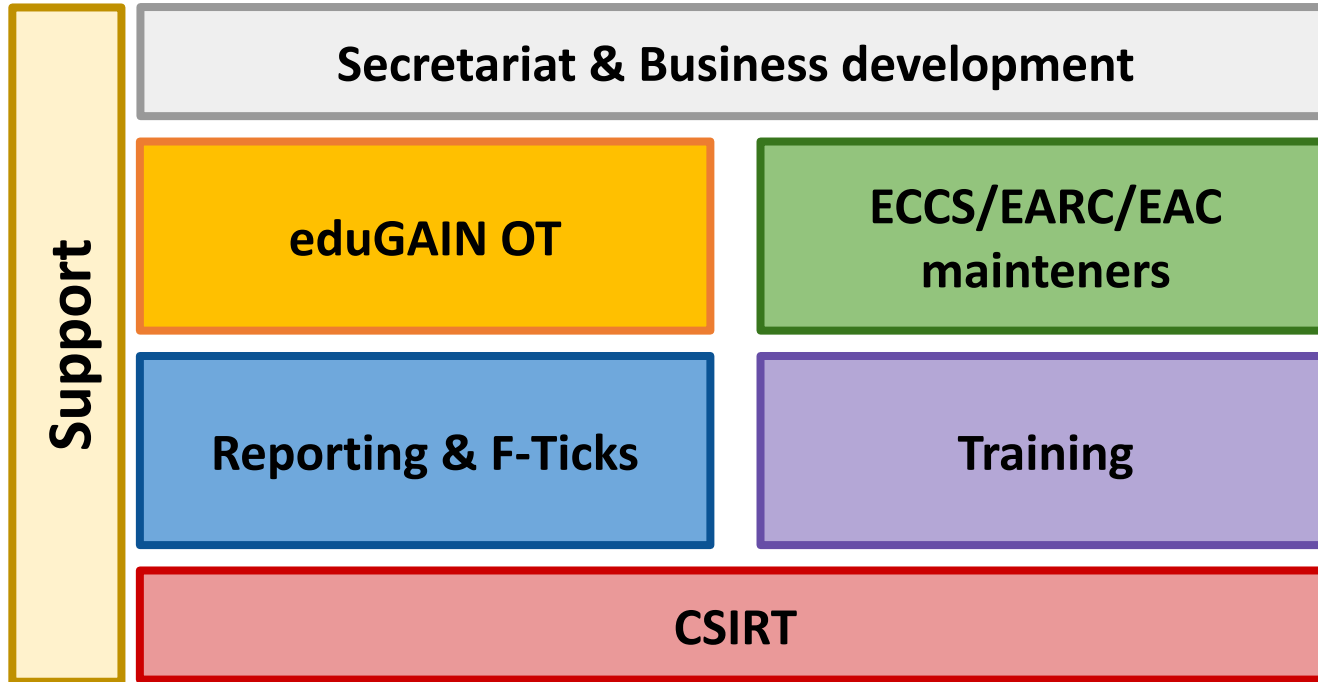 Support
Secretariat & Business development
eduGAIN OT
ECCS/EARC/EAC
mainteners
Reporting & F-Ticks
Training
CSIRT